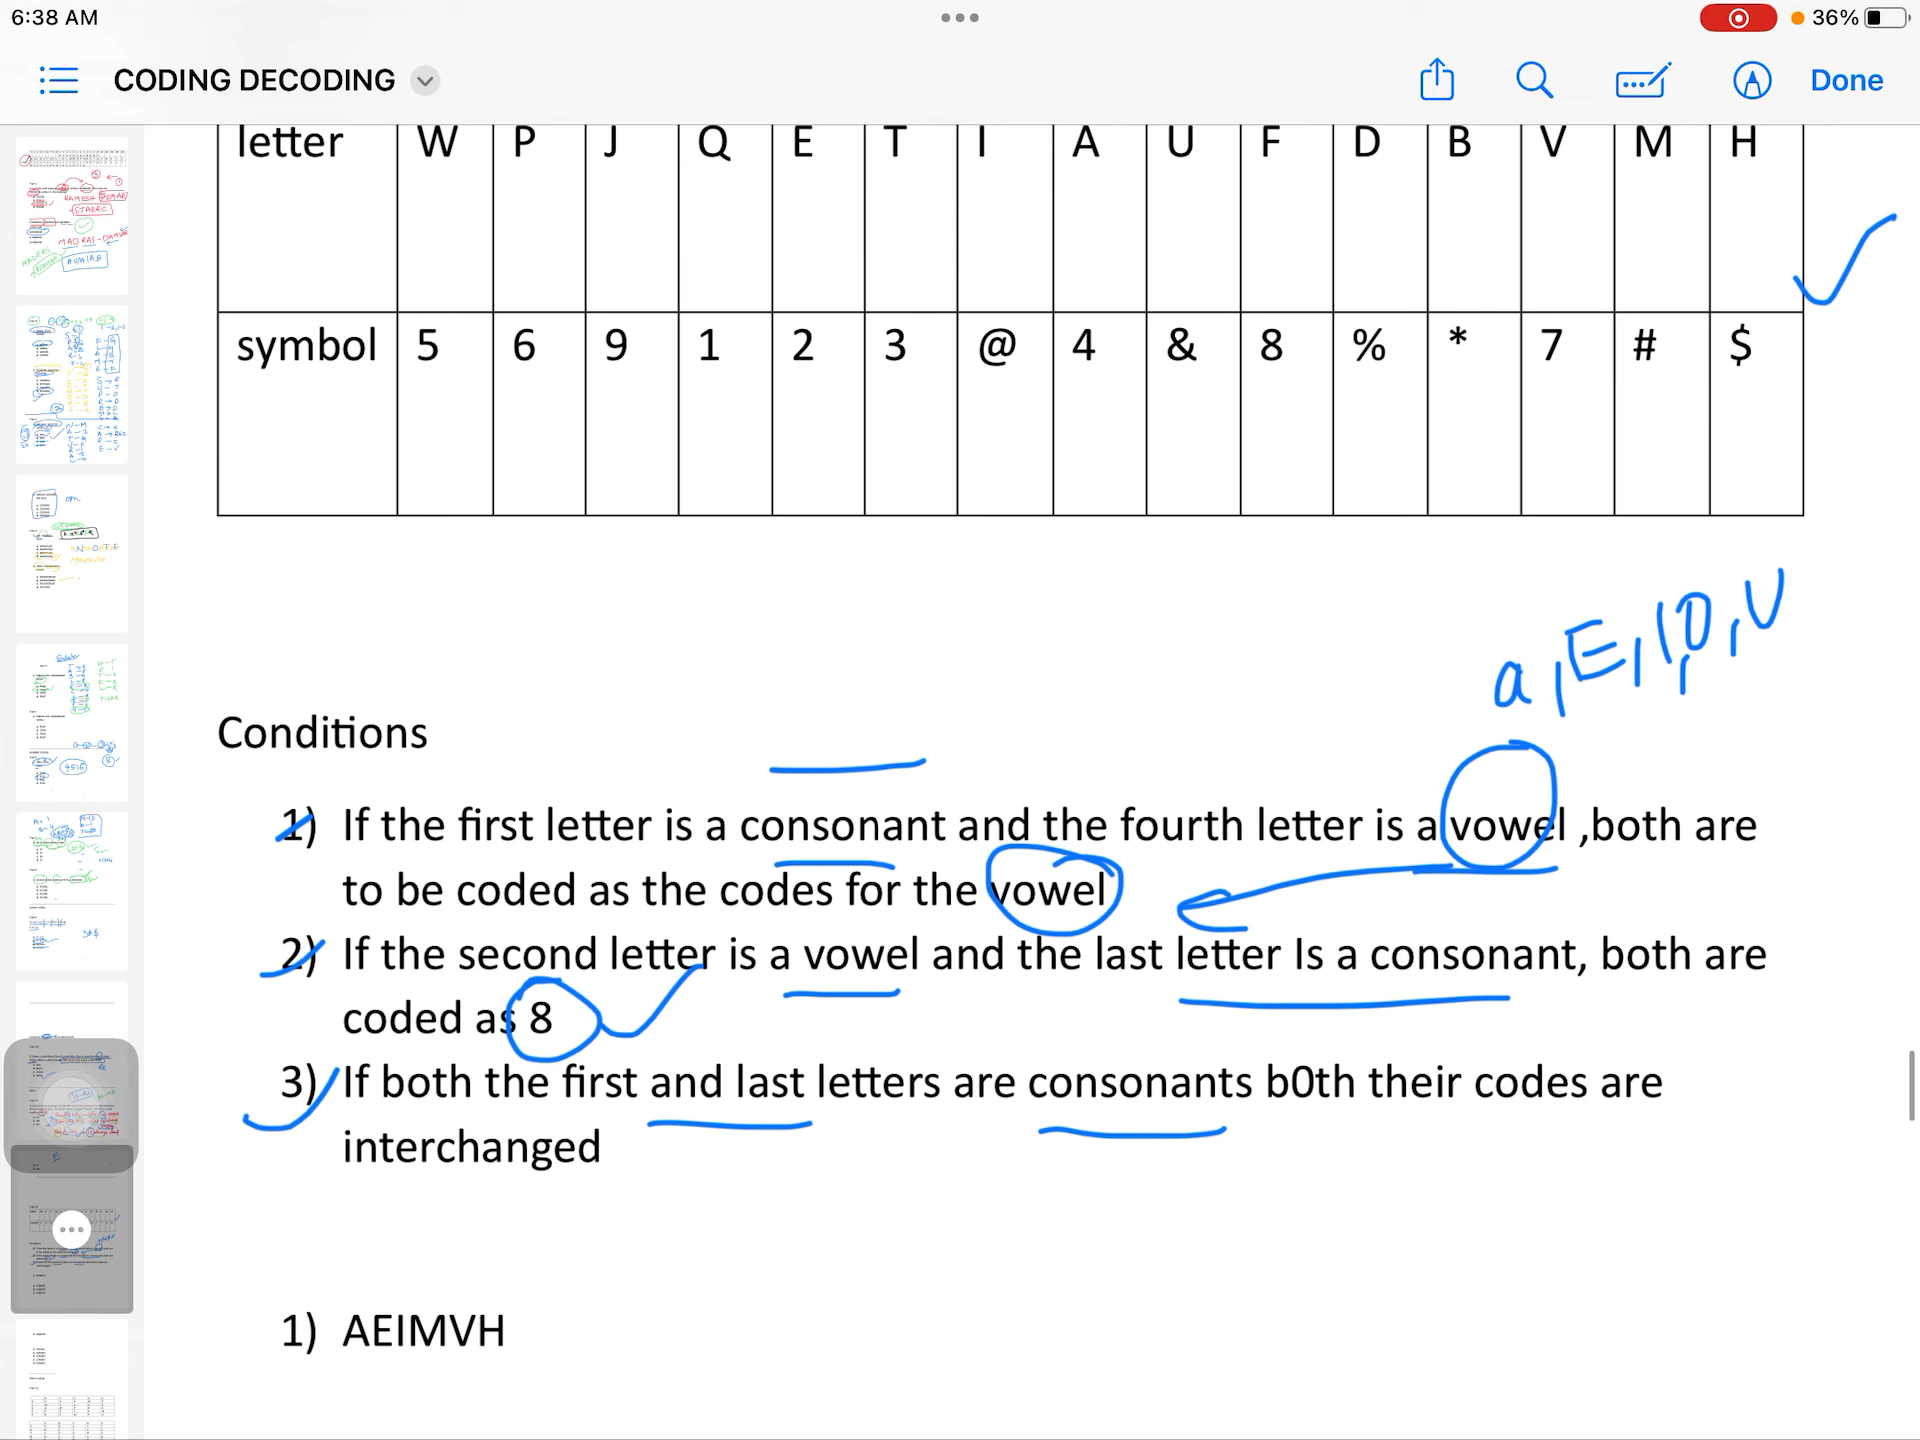 6:38 AM
36%
CODING DECODING
Done
letter W P J Q E T I A U F D B V M H
symbol 5 6 9 1 2 3 @ 4 & 8 % * 7 # $
a, E, I, O, U
Conditions
1) If the first letter is a consonant and the fourth letter is a vowel ,both are
to be coded as the codes for the vowel
2) If the second letter is a vowel and the last letter Is a consonant, both are
coded as 8
3) If both the first and last letters are consonants b0th their codes are
interchanged
1) AEIMVH